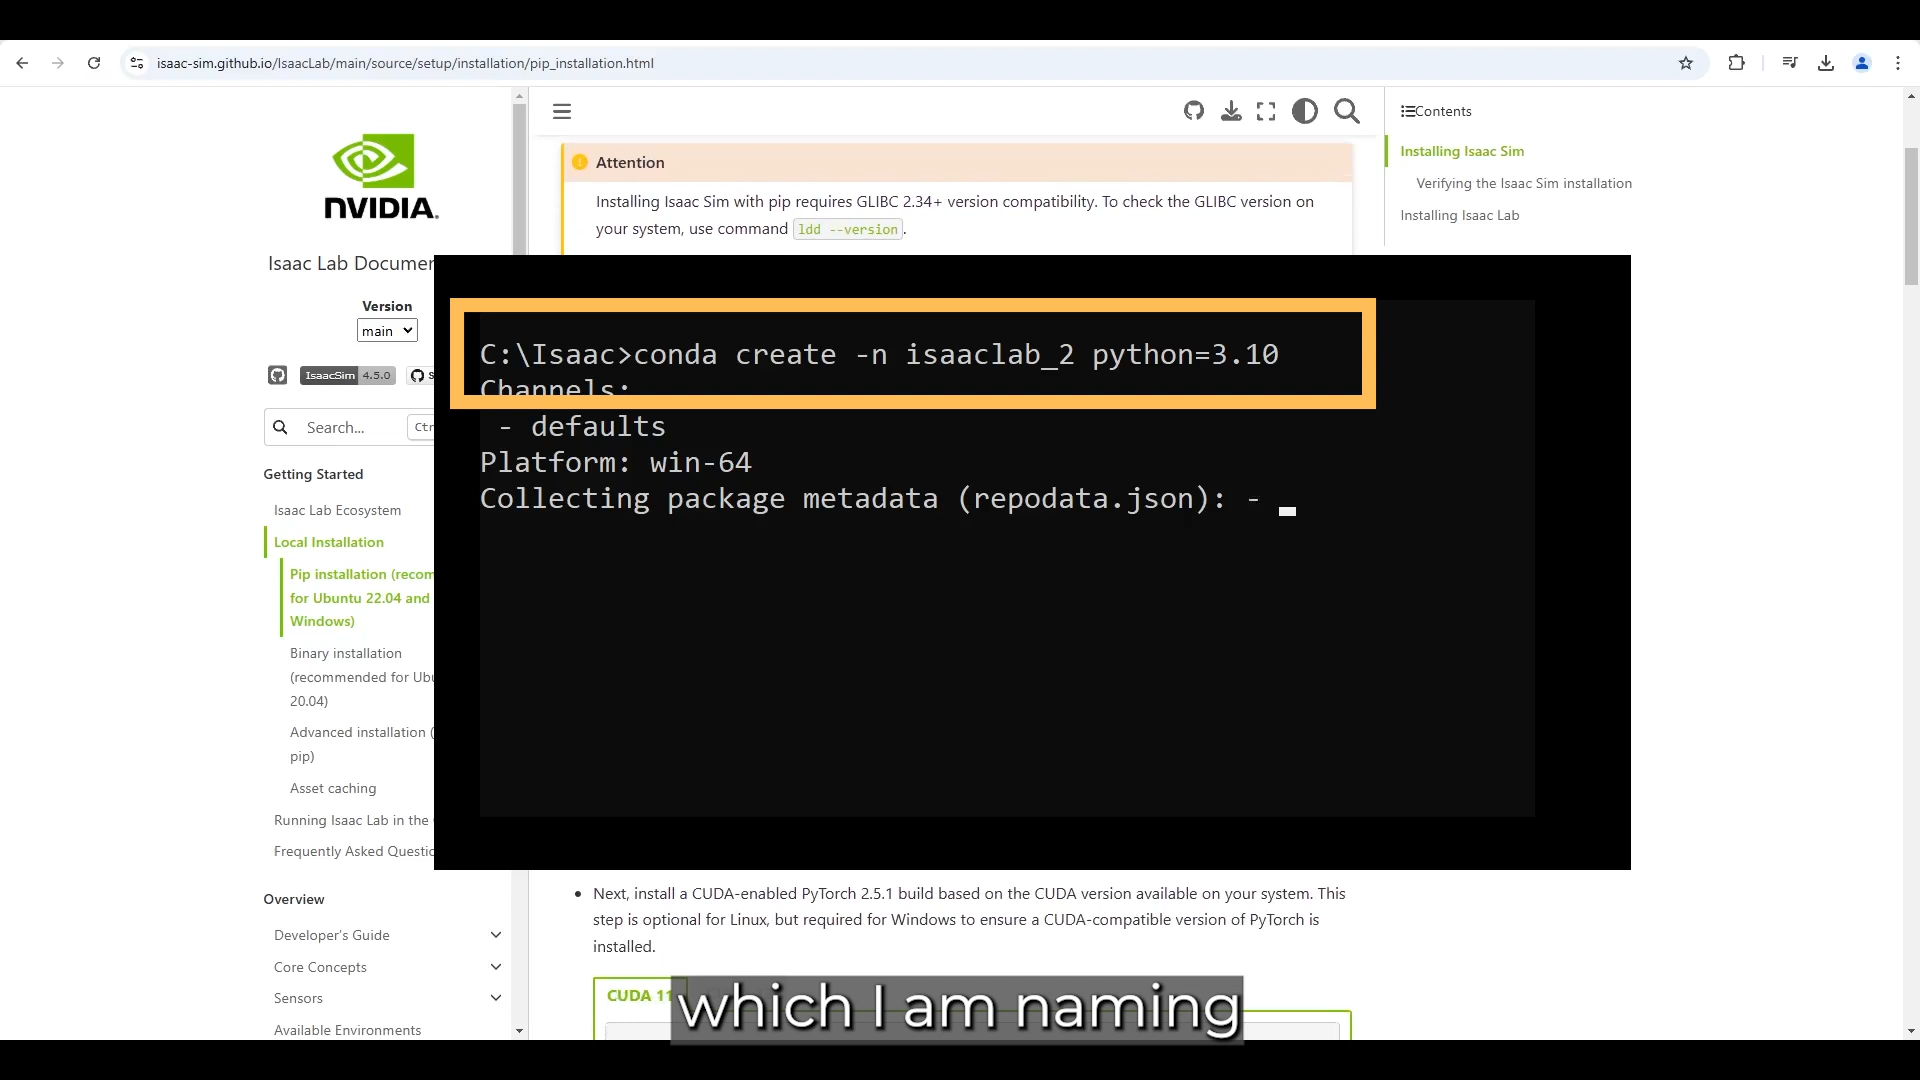 isaac-sim.github.io/IsaacLab/main/source/setup/installation/pip_installation.html
NVIDIA.
Isaac Lab Documen
Version
main
IsaacSim 4.5.0
Search...
Ctr
Getting Started
Isaac Lab Ecosystem
Local Installation
Pip installation (recom
for Ubuntu 22.04 and
Windows)
Binary installation
(recommended for Ubu
20.04)
Advanced installation (
pip)
Asset caching
Running Isaac Lab in the
Frequently Asked Questio
Overview
Developer's Guide
Core Concepts
Sensors
Available Environments
Attention
Installing Isaac Sim with pip requires GLIBC 2.34+ version compatibility. To check the GLIBC version on
your system, use command ldd --version.
C:\Isaac>conda create -n isaaclab_2 python=3.10
Channels:
- defaults
Platform: win-64
Collecting package metadata (repodata.json): -
Next, install a CUDA-enabled PyTorch 2.5.1 build based on the CUDA version available on your system. This
step is optional for Linux, but required for Windows to ensure a CUDA-compatible version of PyTorch is
installed.
CUDA 11
which I am naming
Contents
Installing Isaac Sim
Verifying the Isaac Sim installation
Installing Isaac Lab